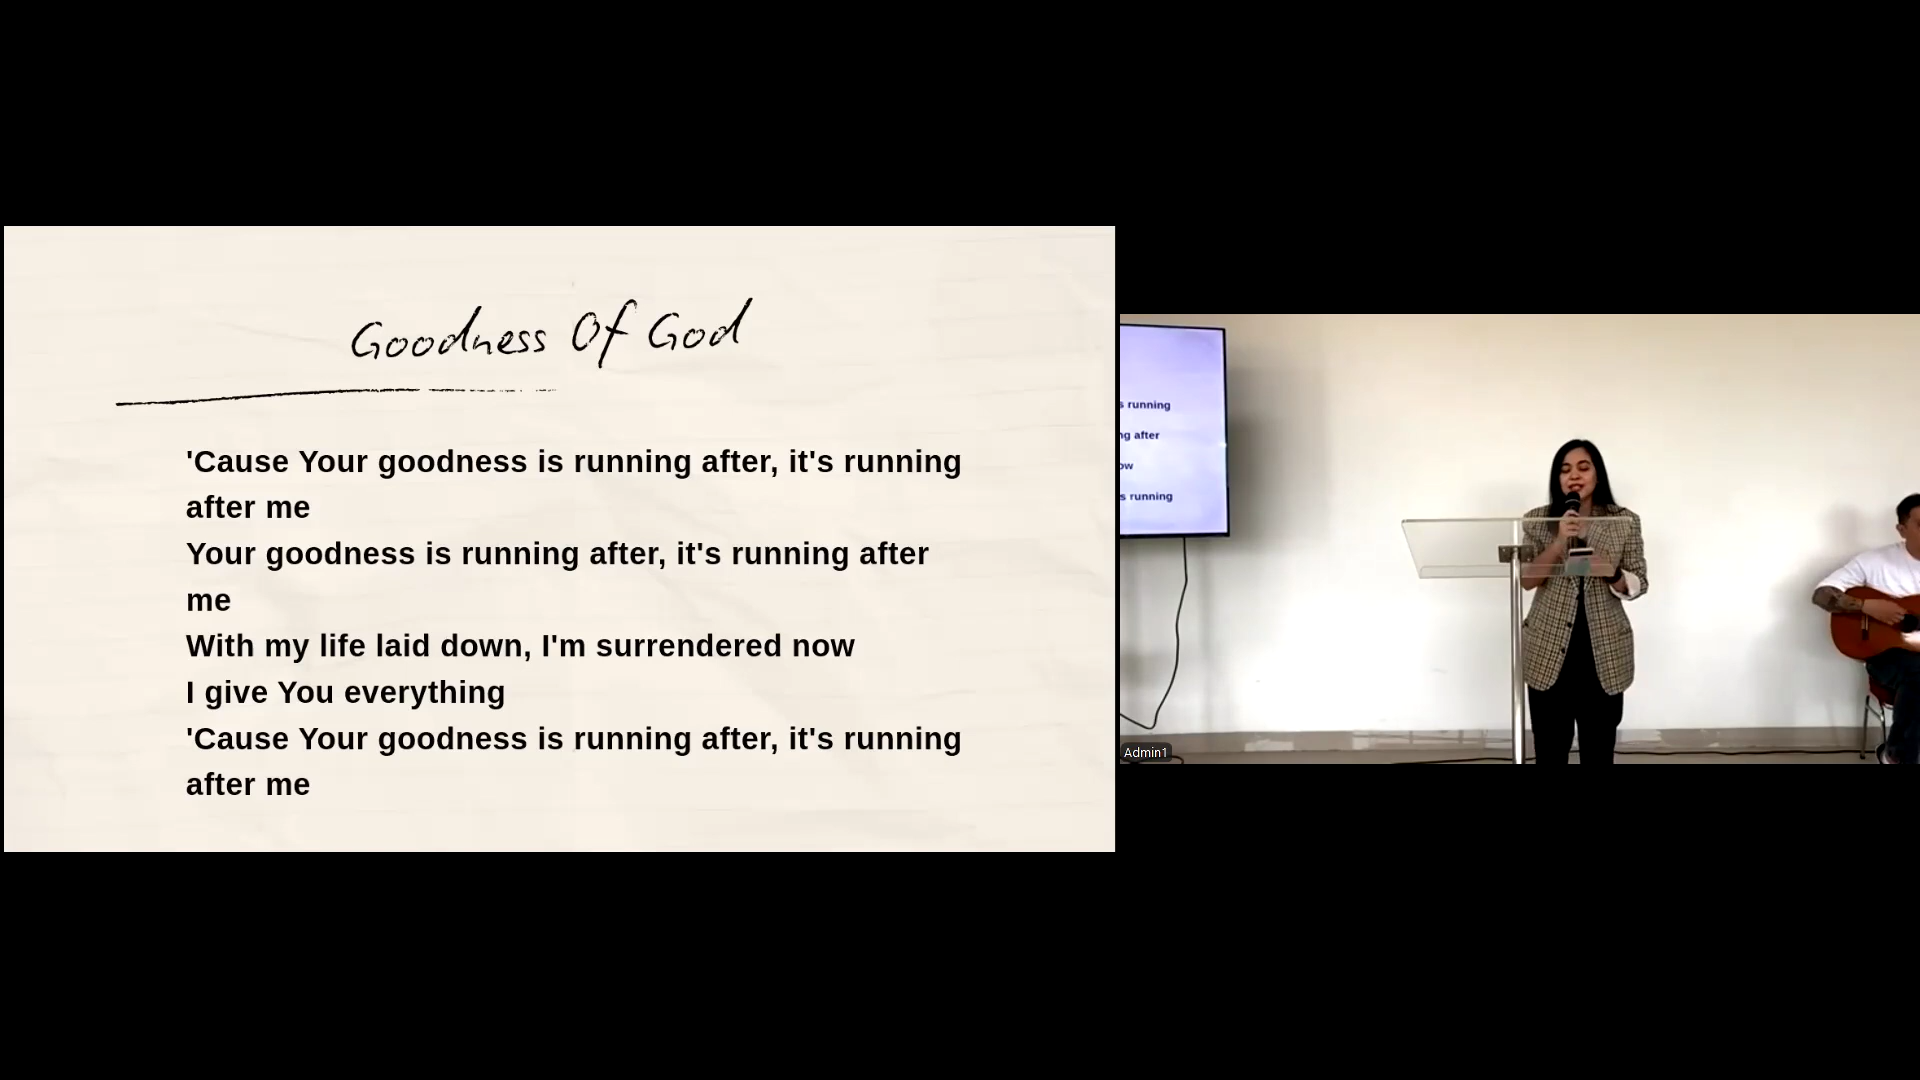 Goodness Of God
'Cause Your goodness is running after, it's running
after me
Your goodness is running after, it's running after
me
With my life laid down, I'm surrendered now
I give You everything
'Cause Your goodness is running after, it's running
after me
s running
ng after
ow
s running
Admin1